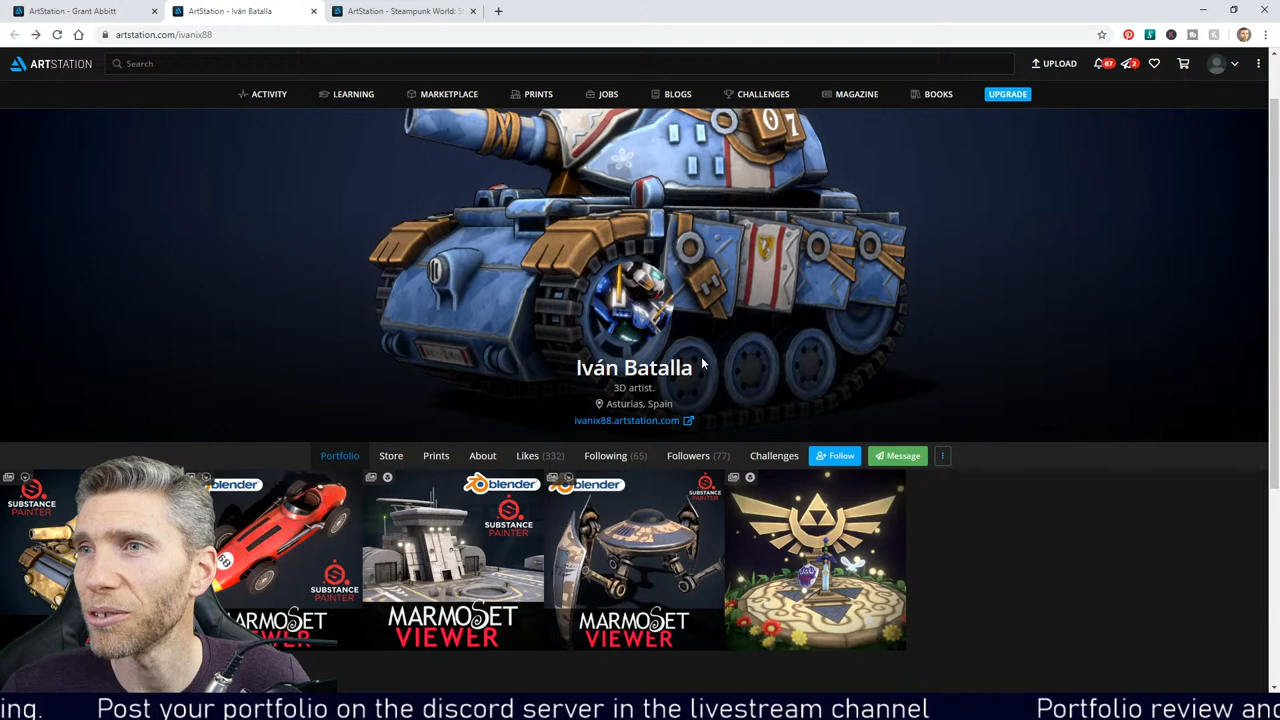 ArtStation - Grant Abbitt
ArtStation - Iván Batalla
ArtStation - Steampunk World: S
artstation.com/ivanix88
ARTSTATION
Search
UPLOAD
87
2
ACTIVITY
LEARNING
MARKETPLACE
PRINTS
JOBS
BLOGS
CHALLENGES
MAGAZINE
BOOKS
UPGRADE
07
Iván Batalla
3D artist.
Asturias, Spain
ivanix88.artstation.com
Portfolio
Store
Prints
About
Likes (332)
Following (65)
Followers (77)
Challenges
Follow
Message
SUBSTANCE
PAINTER
blender
68
SUBSTANCE
PAINTER
MARMOSET
VIEWER
blender
SUBSTANCE
PAINTER
MARMOSET
VIEWER
blender
SUBSTANCE
PAINTER
MARMOSET
VIEWER
ing. Post your portfolio on the discord server in the livestream channel Portfolio review and